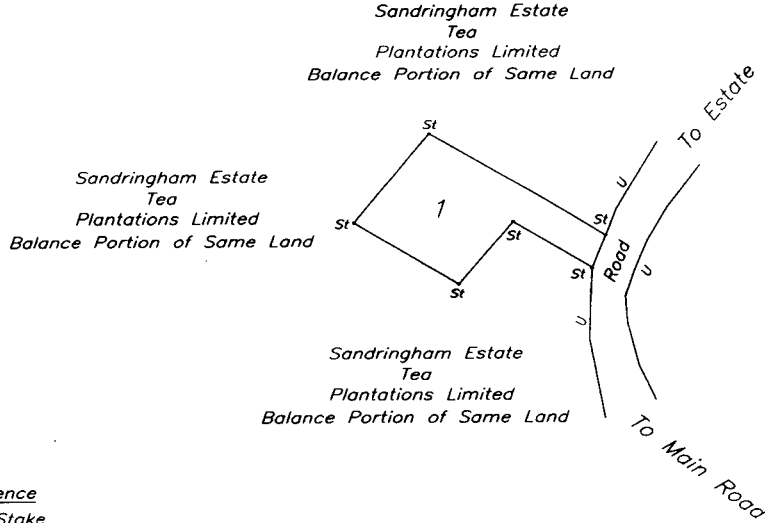 Sandringham Estate
Tea
Plantations Limited
Balance Portion of Same Land
To Estate
St
U
Sandringham Estate
Tea
Plantations Limited
Balance Portion of Same Land
1
St
St
St
Road
St
St
U
U
Sandringham Estate
Tea
Plantations Limited
Balance Portion of Same Land
To Main Road
ence
Stake